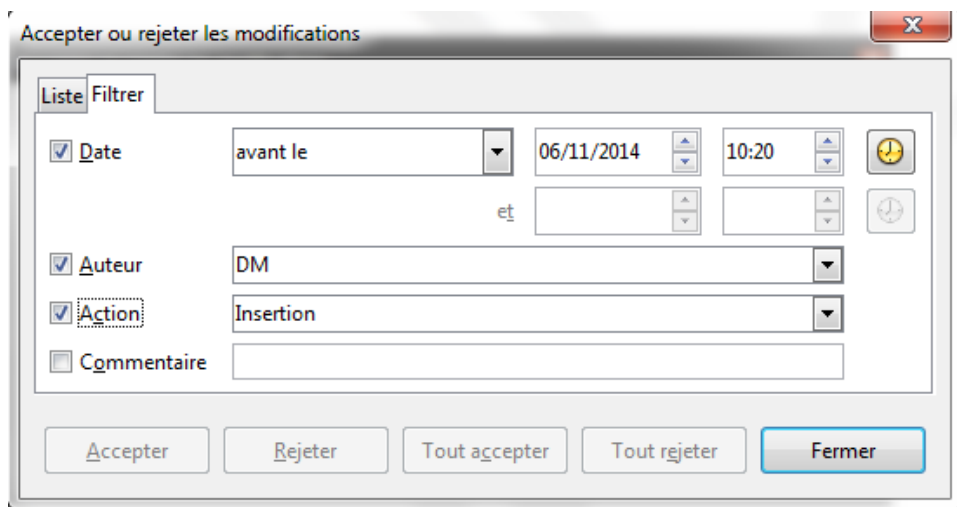 Accepter ou rejeter les modifications
Liste Filtrer
Date avant le 06/11/2014 10:20
et
Auteur DM
Action Insertion
Commentaire
Accepter Rejeter Tout accepter Tout rejeter Fermer